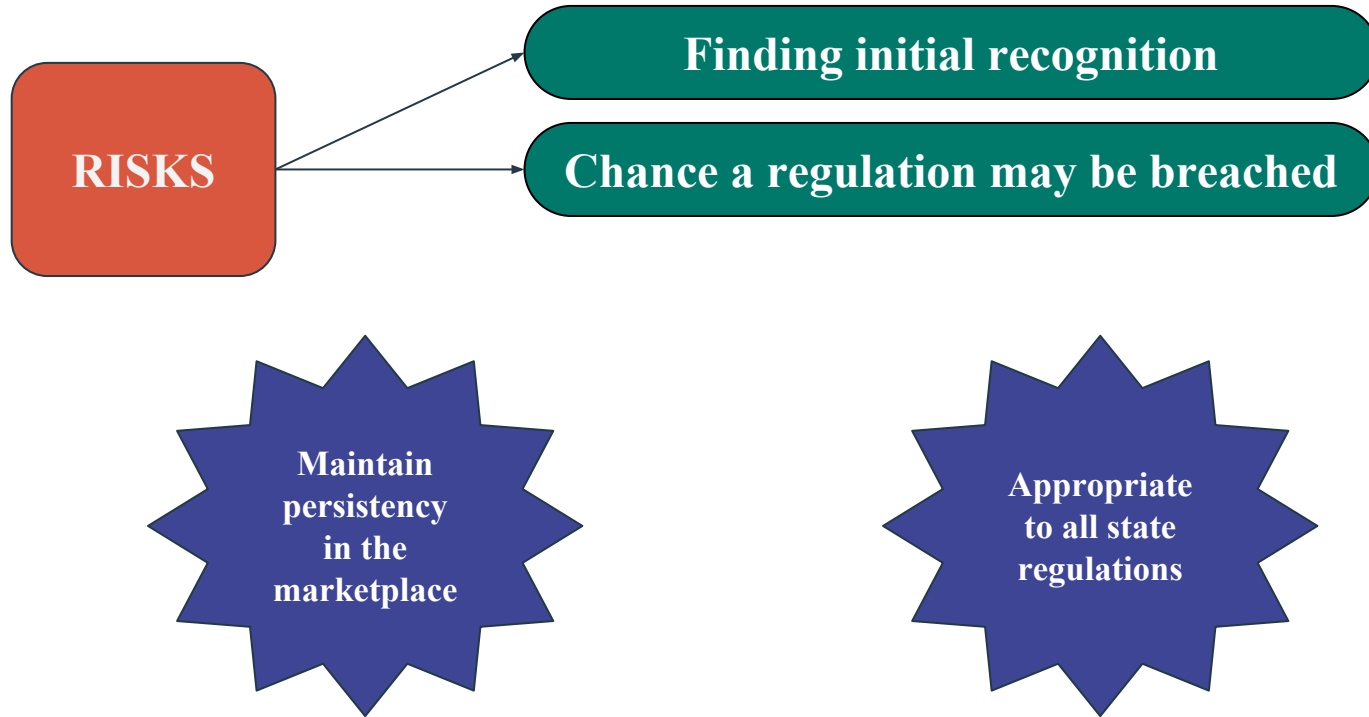 RISKS
Finding initial recognition
Chance a regulation may be breached
Maintain
persistency
in the
marketplace
Appropriate
to all state
regulations